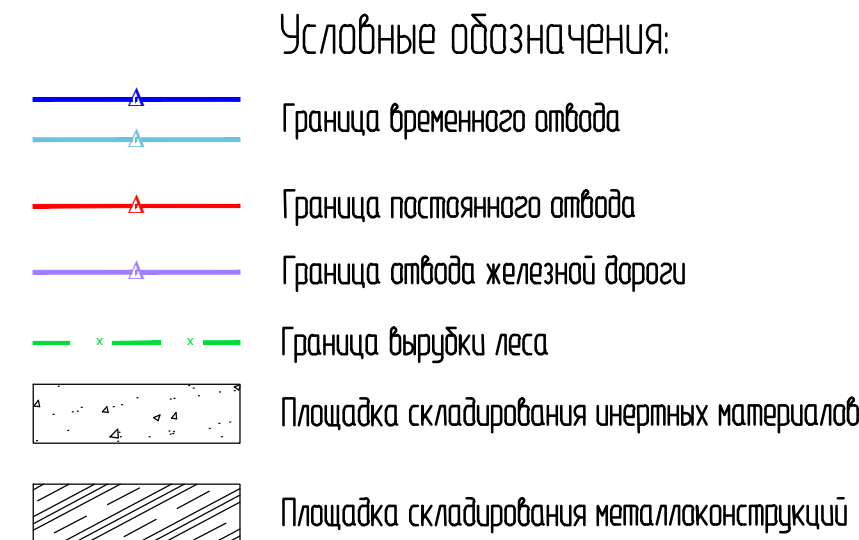 Условные обозначения:
Граница временного отвода
Граница постоянного отвода
Граница отвода железной дороги
x x
Граница вырубки леса
Площадка складирования инертных материалов
Площадка складирования металлоконструкций